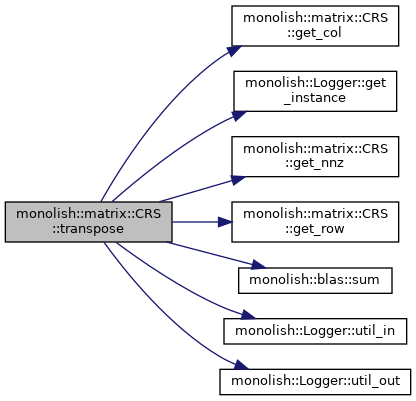 monolish::matrix::CRS
::transpose
monolish::matrix::CRS
::get_col
monolish::Logger::get
_instance
monolish::matrix::CRS
::get_nnz
monolish::matrix::CRS
::get_row
monolish::blas::sum
monolish::Logger::util_in
monolish::Logger::util_out